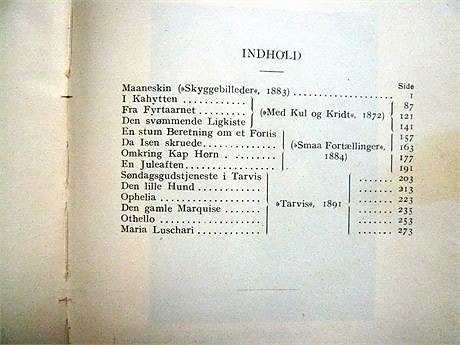 INDHOLD
Side
Maaneskin (»Skyggebilleder«, 1883) . . . . . . . . . . . . . . . . 1
I Kahytten . . . . . . . . . . . . . . . 87
Fra Fyrtaarnet . . . . . . (»Med Kul og Kridt«, 1872) . . . . . . 121
Den svømmende Ligkiste . . . . . . 141
En stum Beretning om et Forlis . . . . . . 157
Da Isen skruede . . . . . . (»Smaa Fortællinger«, . . . . . . 163
Omkring Kap Horn . . . . . . 1884) . . . . . . 177
En Juleaften . . . . . . 191
Søndagsgudstjeneste i Tarvis . . . . . . 203
Den lille Hund . . . . . . 213
Ophelia . . . . . . 223
Den gamle Marquise . . . . . . »Tarvis«, 1891 . . . . . . 235
Othello . . . . . . 253
Maria Luschari . . . . . . 273